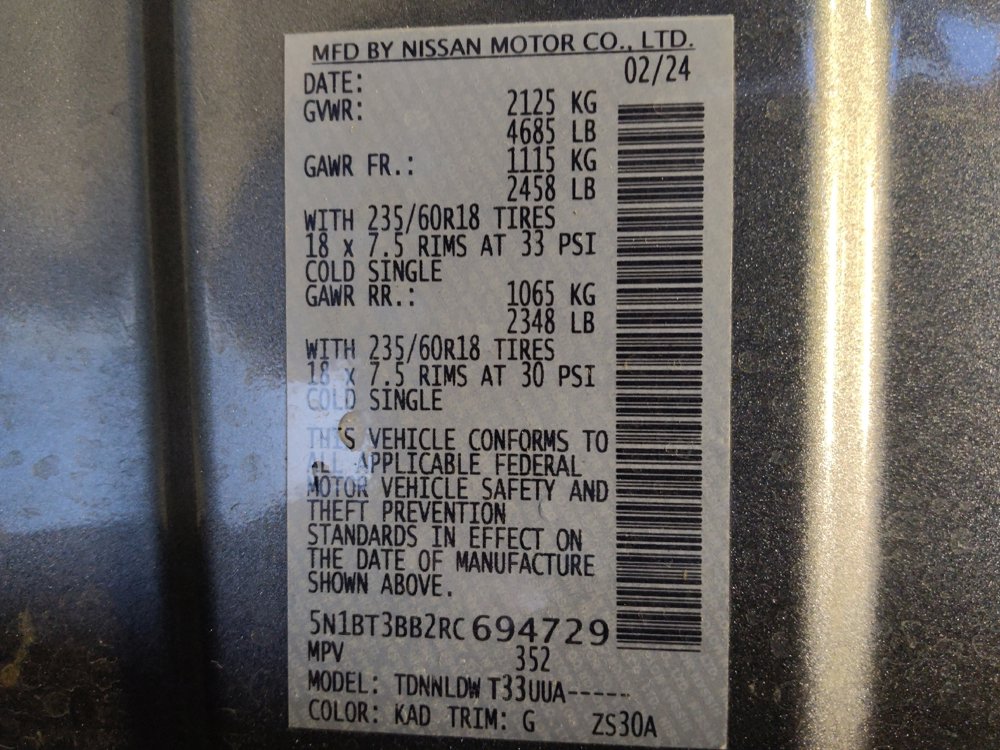 MFD BY NISSAN MOTOR CO., LTD.
DATE: 02/24
GVWR: 2125 KG
4685 LB
GAWR FR.: 1115 KG
2458 LB
WITH 235/60R18 TIRES
18 x 7.5 RIMS AT 33 PSI
COLD SINGLE
GAWR RR.: 1065 KG
2348 LB
WITH 235/60R18 TIRES
18 x 7.5 RIMS AT 30 PSI
COLD SINGLE
THIS VEHICLE CONFORMS TO
ALL APPLICABLE FEDERAL
MOTOR VEHICLE SAFETY AND
THEFT PREVENTION
STANDARDS IN EFFECT ON
THE DATE OF MANUFACTURE
SHOWN ABOVE.
5N1BT3BB2RC694729
MPV 352
MODEL: TDNNLDW T33UUA-----
COLOR: KAD TRIM: G ZS30A